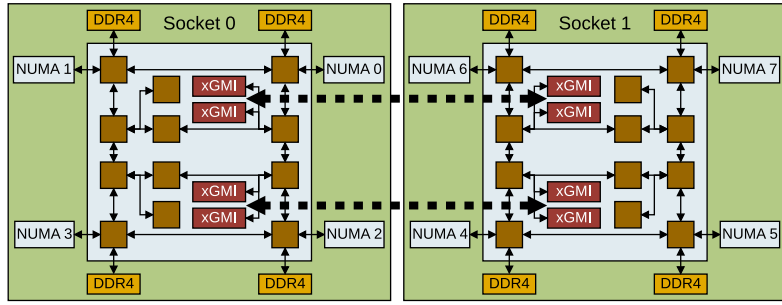 DDR4 Socket 0 DDR4
DDR4 Socket 1 DDR4
NUMA 1 xGMI NUMA 0
NUMA 6 xGMI NUMA 7
xGMI
xGMI
xGMI
xGMI
NUMA 3 xGMI NUMA 2
NUMA 4 xGMI NUMA 5
DDR4 DDR4
DDR4 DDR4